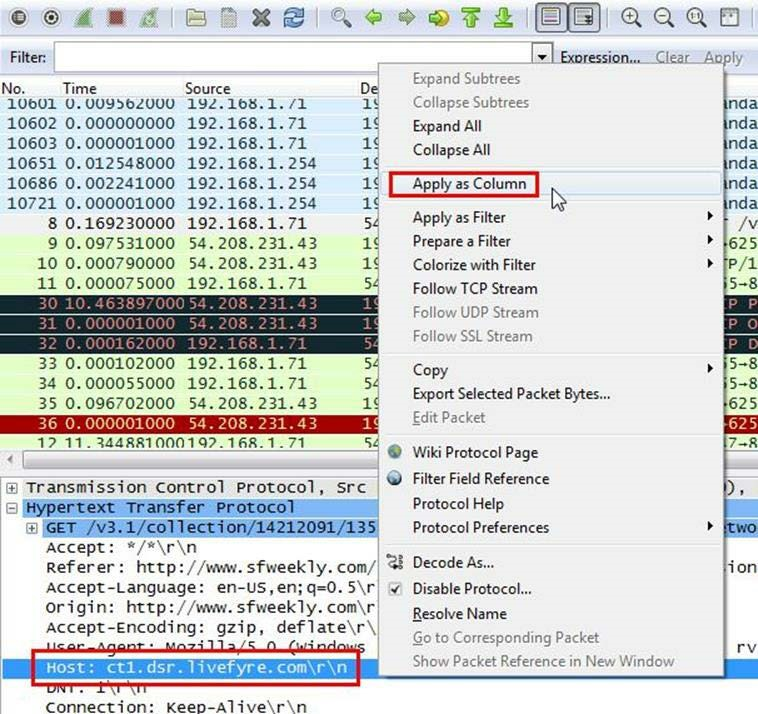 Filter: Expression... Clear Apply
No. Time Source De
10601 0.009562000 192.168.1.71 19 anda
10602 0.000000000 192.168.1.71 19 anda
10603 0.000001000 192.168.1.71 19 anda
10651 0.012548000 192.168.1.254 19 anda
10686 0.002241000 192.168.1.254 19 anda
10721 0.000001000 192.168.1.254 19 anda
8 0.169230000 192.168.1.71 54 /v
9 0.097531000 54.208.231.43 19 →625
10 0.000790000 54.208.231.43 19 TP/1
11 0.000075000 192.168.1.71 54 55→8
30 10.463897000 54.208.231.43 19 CP P
31 0.000001000 54.208.231.43 19 CP O
32 0.000162000 192.168.1.71 54 CP D
33 0.000102000 192.168.1.71 54 55→8
34 0.000055000 192.168.1.71 54 55→8
35 0.096702000 54.208.231.43 19 →625
36 0.000001000 54.208.231.43 19 →625
12 11.344881000 192.168.1.71 54 47→8
Expand Subtrees
Collapse Subtrees
Expand All
Collapse All
Apply as Column
Apply as Filter
Prepare a Filter
Colorize with Filter
Follow TCP Stream
Follow UDP Stream
Follow SSL Stream
Copy
Export Selected Packet Bytes...
Edit Packet
Wiki Protocol Page
Filter Field Reference
Protocol Help
Protocol Preferences
Decode As...
Disable Protocol...
Resolve Name
Go to Corresponding Packet
Show Packet Reference in New Window
Transmission Control Protocol, Src 0),
Hypertext Transfer Protocol
GET /v3.1/collection/14212091/135 etwo
Accept: */*\r\n
Referer: http://www.sfweekly.com/ sion
Accept-Language: en-US,en;q=0.5\r
Origin: http://www.sfweekly.com\r
Accept-Encoding: gzip, deflate\r\
User-Agent: Mozilla/5.0 (Windows rv
Host: ct1.dsr.livefyre.com\r\n
DNT: 1\r\n
Connection: Keep-Alive\r\n